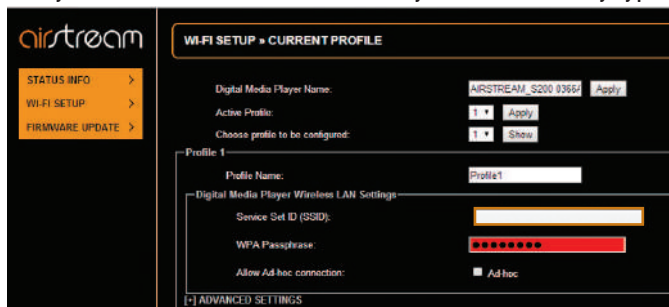 airstream
WI-FI SETUP » CURRENT PROFILE
STATUS INFO >
WI-FI SETUP >
FIRMWARE UPDATE >
Digital Media Player Name: AIRSTREAM_S200 0366 Apply
Active Profile: 1 Apply
Choose profile to be configured: 1 Show
Profile 1
Profile Name: Profile1
Digital Media Player Wireless LAN Settings
Service Set ID (SSID):
WPA Passphrase: ●●●●●●●●
Allow Ad-hoc connection: Ad-hoc
[+] ADVANCED SETTINGS